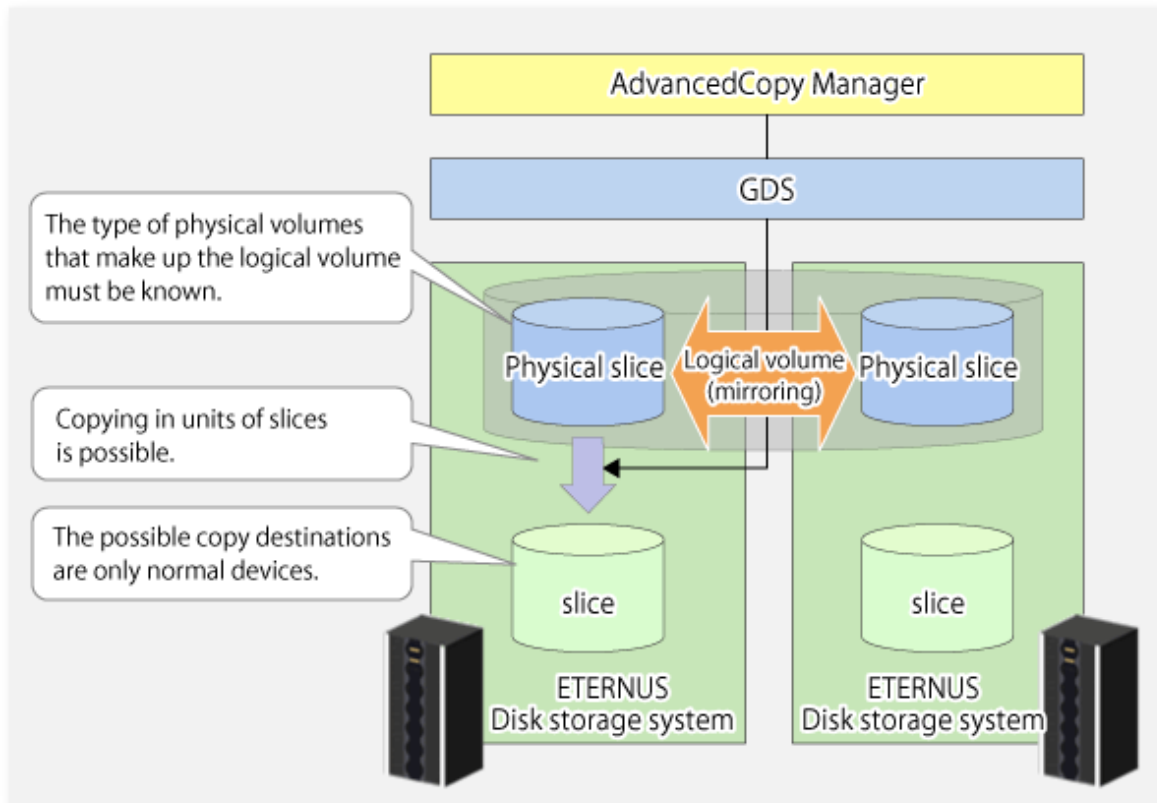 AdvancedCopy Manager
GDS
The type of physical volumes
that make up the logical volume
must be known.
Physical slice
Logical volume
(mirroring)
Physical slice
Copying in units of slices
is possible.
The possible copy destinations
are only normal devices.
slice
slice
ETERNUS
Disk storage system
ETERNUS
Disk storage system